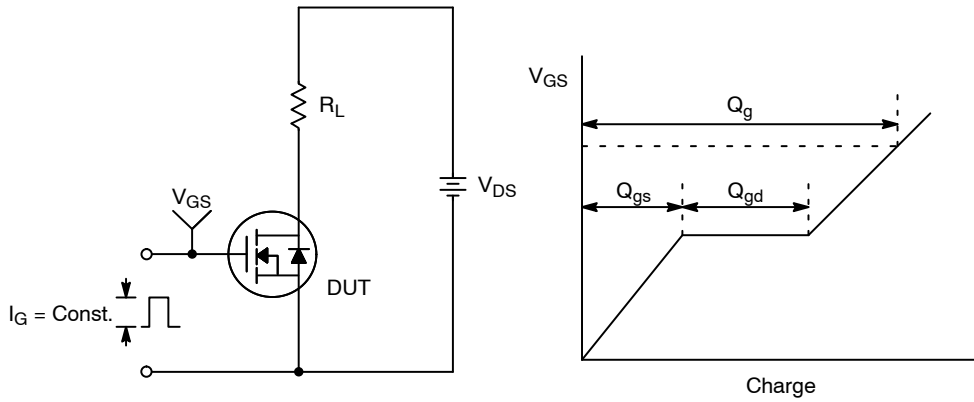 R_L
V_GS
V_DS
DUT
I_G = Const.
V_GS
Q_g
Q_gs
Q_gd
Charge